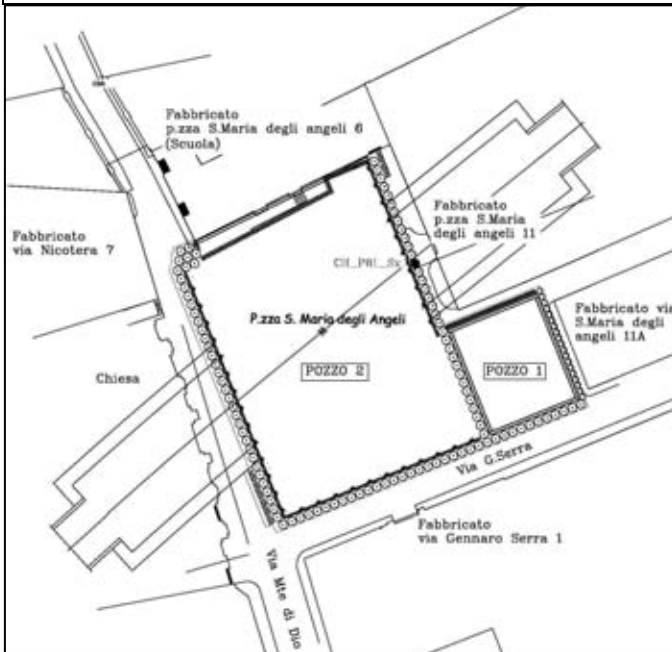 Fabbricato
p.zza S.Maria degli angeli 6
(Scuola)
Fabbricato
via Nicotera 7
Fabbricato
p.zza S.Maria
degli angeli 11
P.zza S. Maria degli Angeli
POZZO 2
POZZO 1
Fabbricato via
S.Maria degli
angeli 11A
Chiesa
Via G.Serra
Fabbricato
via Gennaro Serra 1
Via Mte di Dio